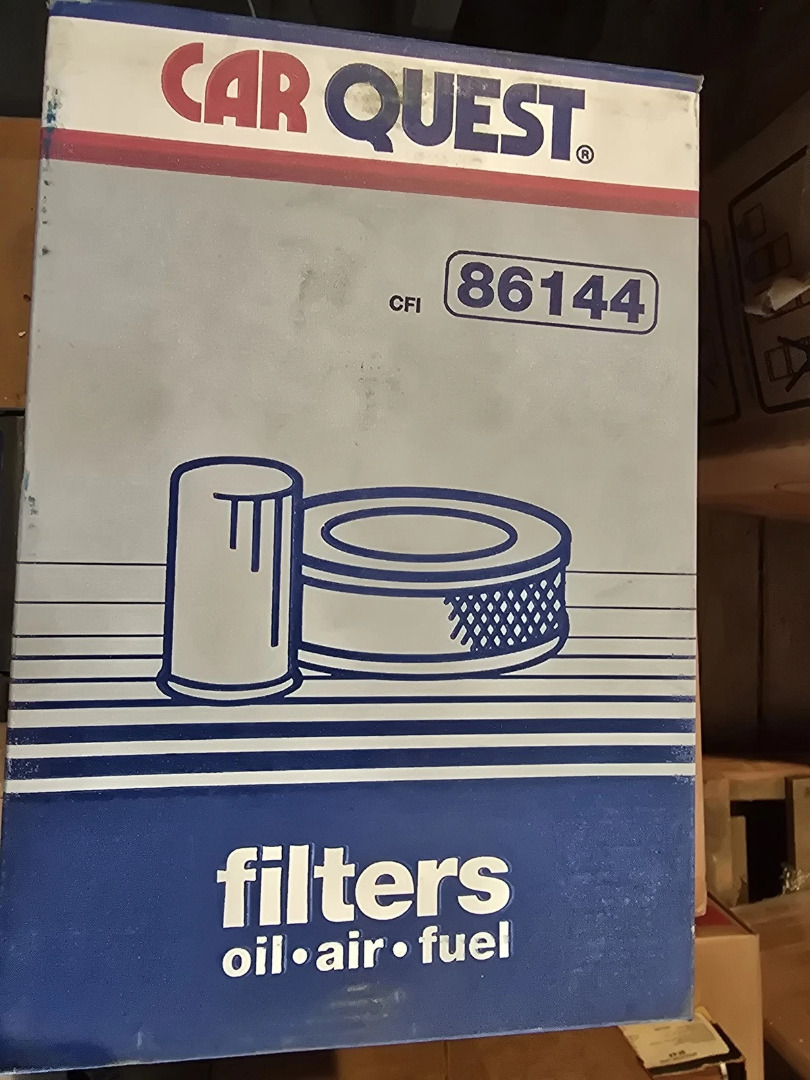 CAR QUEST®
CFI 86144
filters
oil•air•fuel